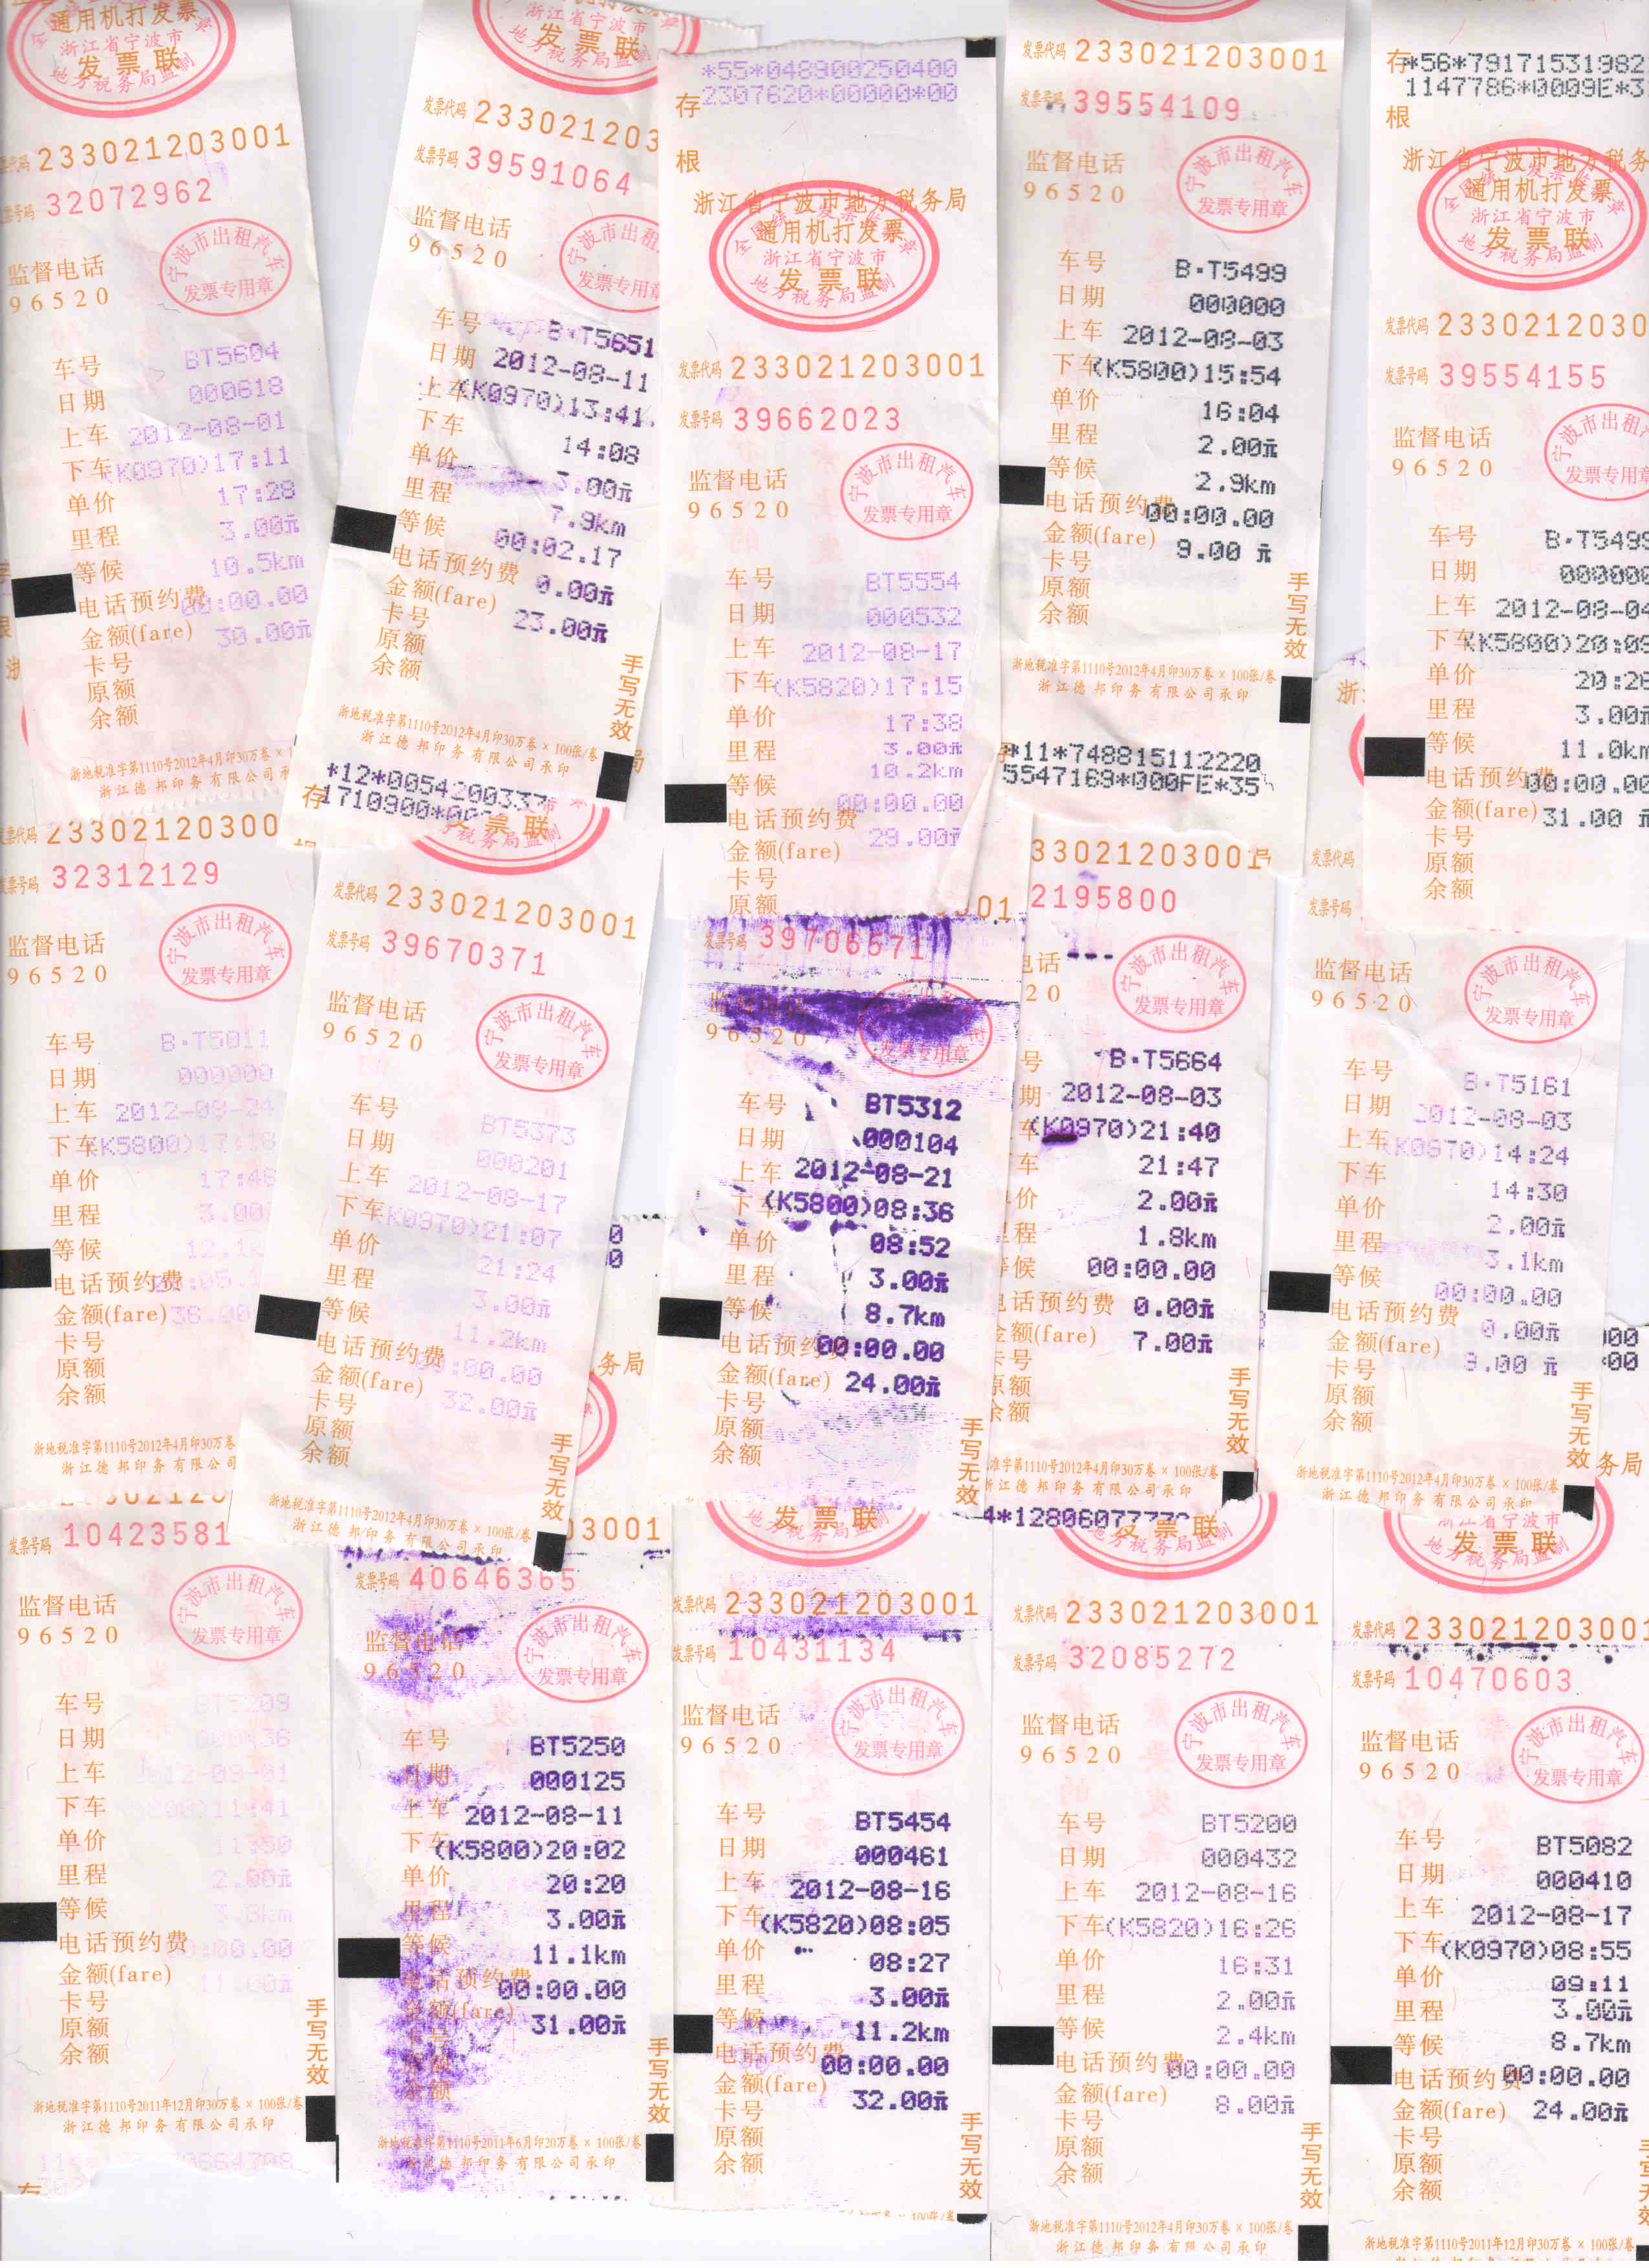 通用机打发票
浙江省宁波市
发票联
地方税务局监制
233021203001
32072962
监督电话
96520
宁波市出租汽车
发票专用章
车号 BT5604
日期 000618
上车 2012-08-01
下车(K0970)17:11
单价 17:28
里程 3.00元
等候 10.5km
电话预约费 00:00.00
金额(fare) 30.00元
卡号
原额
余额
浙地税准字第1110号2012年4月印30万卷×1
浙江德邦印务有限公司承
发票联
发票代码 233021203
发票号码 39591064
监督电话
96520
宁波市出租
发票专用章
车号 B·T5651
日期 2012-08-11
上车(K0970)13:41
下车 14:08
单价 3.00元
里程 7.9km
等候 00:02.17
电话预约费 0.00元
金额(fare) 23.00元
卡号
原额
余额
手写无效
浙地税准字第1110号2012年4月印30万卷×100张/卷
浙江德邦印务有限公司承印
*55*048900250400
存2307620*00000*00
根
浙江省宁波市地方税务局
通用机打发票
浙江省宁波市
发票联
地方税务局监制
发票代码 233021203001
发票号码 39662023
监督电话
96520
宁波市出租汽车
发票专用章
车号 BT5554
日期 000532
上车 2012-08-17
下车(K5820)17:15
单价 17:38
里程 3.00元
等候 10.2km
电话预约费 00:00.00
金额(fare) 29.00元
卡号
原额
发票代码 233021203001
发票号码 39554109
监督电话
96520
宁波市出租汽车
发票专用章
车号 B·T5499
日期 000000
上车 2012-08-03
下车(K5800)15:54
单价 16:04
里程 2.00元
等候 2.9km
电话预约费 00:00.00
金额(fare) 9.00 元
卡号
原额
余额
手写无效
浙地税准字第1110号2012年4月印30万卷×100张/卷
浙江德邦印务有限公司承印
*11*7488151112220
5547169*000FE*35
存*56*79171531982
1147786*0009E*3
根
浙江省宁波市地方税务
通用机打发票
浙江省宁波市
发票联
地方税务局监制
发票代码 2330212030
发票号码 39554155
监督电话
96520
宁波市出租汽
发票专用章
车号 B·T549
日期 000000
上车 2012-08-04
下车(K5800)20:09
单价 20:28
里程 3.00元
等候 11.0km
电话预约费 00:00.00
金额(fare) 31.00 元
卡号
原额
余额
发票代码 23302120300
32312129
监督电话
96520
宁波市出租汽车
发票专用章
车号 B·T5011
日期 000000
上车 2012-08-24
下车(K5800)
单价 17:46
里程 3.00
等候 12.1k
电话预约费
金额(fare) 36.00
卡号
原额
余额
浙地税准字第1110号2012年4月印30万卷
浙江德邦印务有限公司
*12*005420033
存1710900*
发票联
发票代码 233021203001
发票号码 39670371
监督电话
96520
宁波市出租汽车
发票专用章
车号 BT5373
日期 000201
上车 2012-08-17
下车(K0970)21:07
单价 21:24
里程 3.00元
等候 11.2km
电话预约费 00:00.00
金额(fare) 32.00元
卡号
原额
余额
手写无效
浙地税准字第1110号2012年4月印30万卷×100张/卷
浙江德邦印务有限公司承印
发票号码 39706571
监督电话
96520
发票专用章
车号 BT5312
日期 000104
上车 2012-08-21
下车(K5800)08:36
单价 08:52
里程 3.00元
等候 8.7km
电话预约费 00:00.00
金额(fare) 24.00元
卡号
原额
余额
手写无效
33021203001
2195800
话
20
宁波市出租汽车
发票专用章
号 B·T5664
期 2012-08-03
车(K0970)21:40
车 21:47
价 2.00元
程 1.8km
候 00:00.00
话预约费 0.00元
金额(fare) 7.00元
卡号
原额
余额
手写无效
准字第1110号2012年4月印30万卷×100张/卷
浙江德邦印务有限公司承印
发票代码
发票号码
监督电话
96520
宁波市出租汽车
发票专用章
车号 B·T5161
日期 2012-08-03
上车(K0970)14:24
下车 14:30
单价 2.00元
里程 3.1km
等候 00:00.00
电话预约费 0.00元
金额(fare) 9.00 元
卡号
原额
余额
手写无效
浙地税准字第1110号2012年4月印30万卷×100张/卷
浙江德邦印务有限公司承印
务局
发票号码 10423581
监督电话
96520
宁波市出租汽车
发票专用章
车号
日期
上车
下车 11:41
单价
里程 2.00元
等候
电话预约费
金额(fare) 11.00元
卡号
原额
余额
手写无效
浙地税准字第1110号2011年12月印30万卷×100张/卷
浙江德邦印务有限公司承印
存
务局
03001
发票号码 40646365
监督电话
96520
宁波市出租汽车
发票专用章
车号 BT5250
日期 000125
上车 2012-08-11
下车(K5800)20:02
单价 20:20
里程 3.00元
等候 11.1km
电话预约费 00:00.00
金额(fare) 31.00元
卡号
原额
余额
手写无效
浙地税准字第1110号2011年6月印20万卷×100张/卷
浙江德邦印务有限公司承印
发票联
发票代码 233021203001
发票号码 10431134
监督电话
96520
宁波市出租汽车
发票专用章
车号 BT5454
日期 000461
上车 2012-08-16
下车(K5820)08:05
单价 08:27
里程 3.00元
等候 11.2km
电话预约费 00:00.00
金额(fare) 32.00元
卡号
原额
余额
手写无效
发票联
发票代码 233021203001
发票号码 32085272
监督电话
96520
宁波市出租汽车
发票专用章
车号 BT5200
日期 000432
上车 2012-08-16
下车(K5820)16:26
单价 16:31
里程 2.00元
等候 2.4km
电话预约费 00:00.00
金额(fare) 8.00元
卡号
原额
余额
手写无效
浙地税准字第1110号2012年4月印30万卷×100张/卷
浙江德邦印务有限公司承印
发票联
地方税务局监制
发票代码 233021203001
发票号码 10470603
监督电话
96520
宁波市出租汽车
发票专用章
车号 BT5082
日期 000410
上车 2012-08-17
下车(K0970)08:55
单价 09:11
里程 3.00元
等候 8.7km
电话预约费 00:00.00
金额(fare) 24.00元
卡号
原额
余额
浙地税准字第1110号2011年12月印30万卷×100张/卷